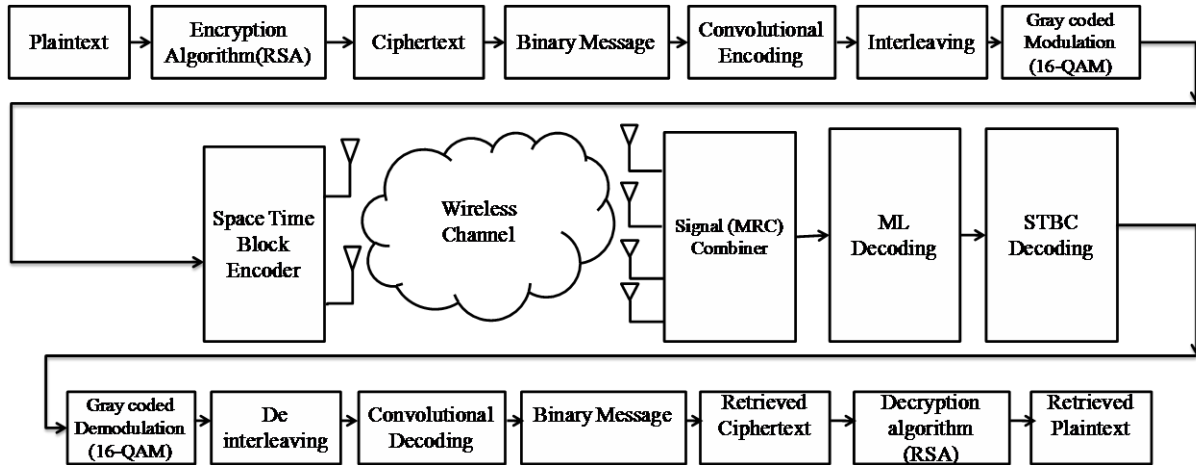 Plaintext
Encryption
Algorithm(RSA)
Ciphertext
Binary Message
Convolutional
Encoding
Interleaving
Gray coded
Modulation
(16-QAM)
Space Time
Block
Encoder
Wireless
Channel
Signal (MRC)
Combiner
ML
Decoding
STBC
Decoding
Gray coded
Demodulation
(16-QAM)
De
interleaving
Convolutional
Decoding
Binary Message
Retrieved
Ciphertext
Decryption
algorithm
(RSA)
Retrieved
Plaintext